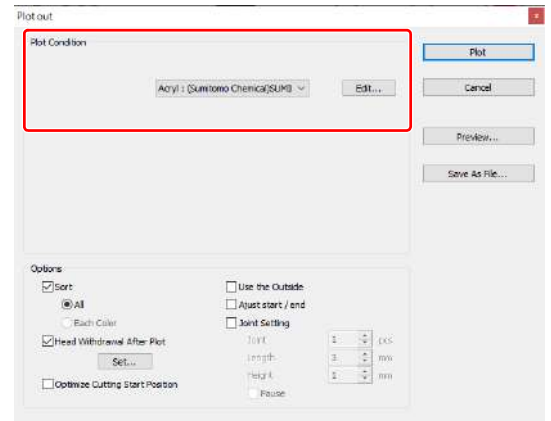 Plot out
Plot Condition
Plot
Acryl : (Sumitomo Chemical)SUMI
Edit...
Cancel
Preview...
Save As File...
Options
Sort
All
Each Color
Head Withdrawal After Plot
Set...
Optimize Cutting Start Position
Use the Outside
Ajust start / end
Joint Setting
Joint 1 pcs
Length 3 mm
Height 1 mm
Pause